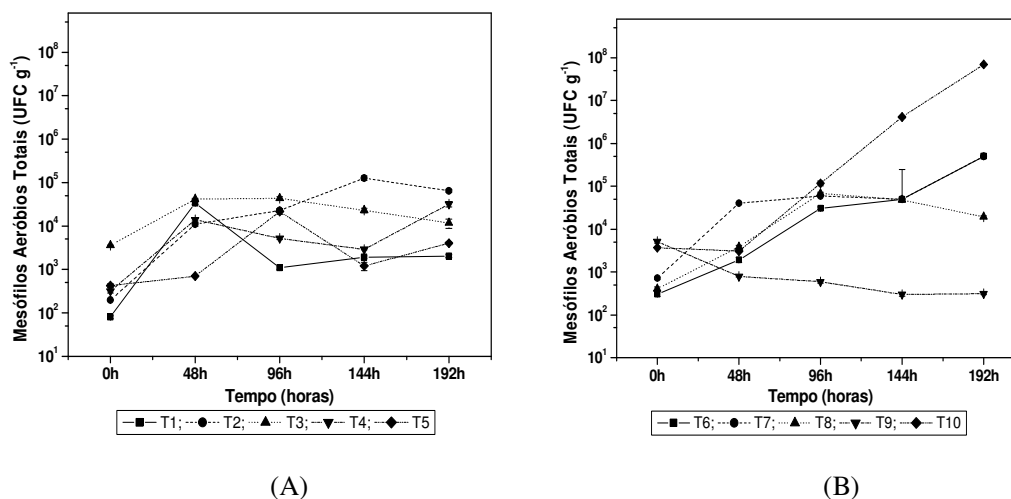 Mesófilos Aeróbios Totais (UFC g⁻¹)
10⁸
10⁷
10⁶
10⁵
10⁴
10³
10²
10¹
0h 48h 96h 144h 192h
Tempo (horas)
T1; T2; T3; T4; T5
(A)
Mesófilos Aeróbios Totais (UFC g⁻¹)
10⁸
10⁷
10⁶
10⁵
10⁴
10³
10²
10¹
0h 48h 96h 144h 192h
Tempo (horas)
T6; T7; T8; T9; T10
(B)